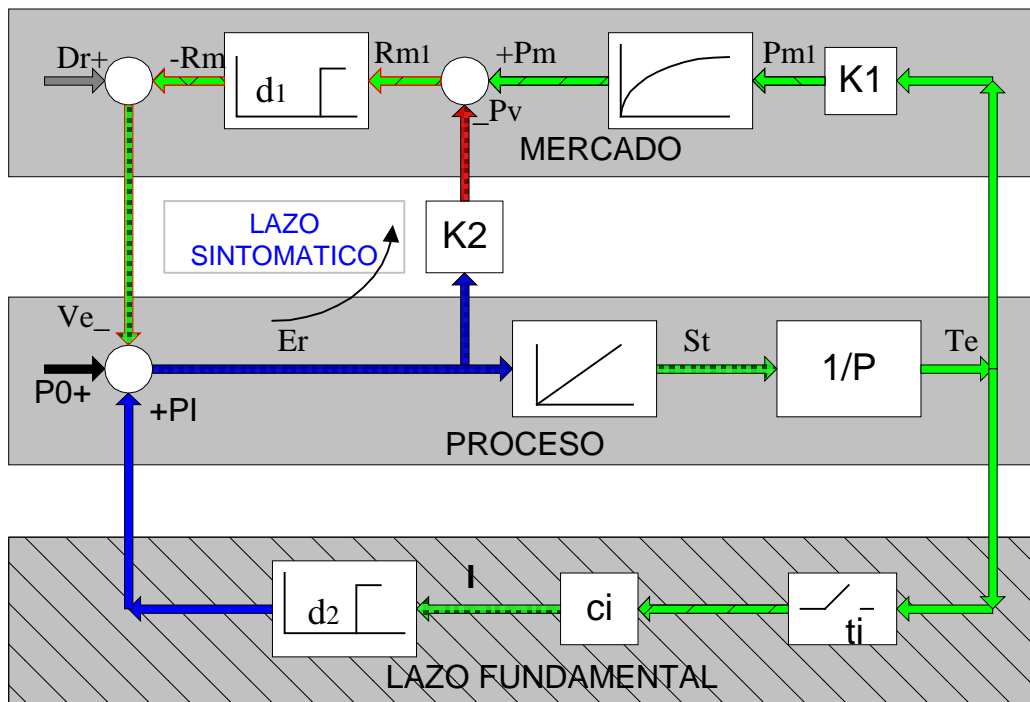 Dr+
-Rm
d1
Rm1
+Pm
Pm1
K1
_Pv
MERCADO
LAZO
SINTOMATICO
K2
Ve_
Er
St
Te
P0+
+PI
1/P
PROCESO
I
d2
ci
ti
LAZO FUNDAMENTAL